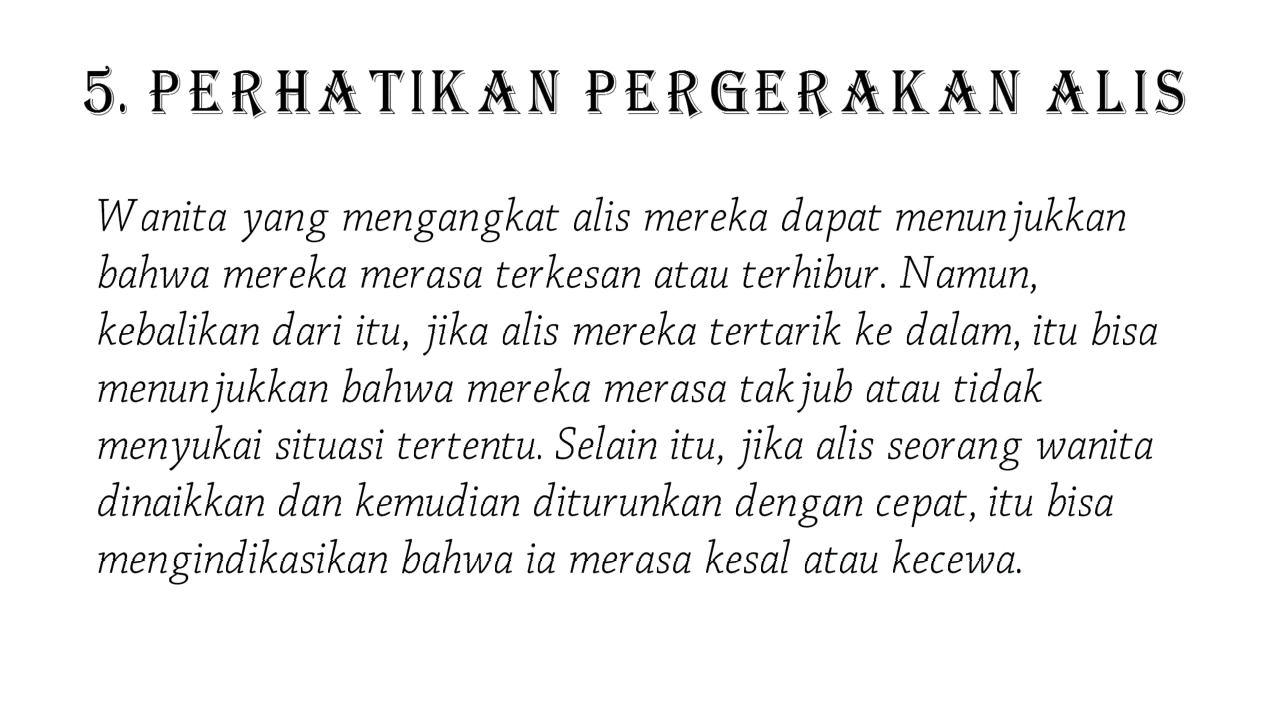 5. PERHATIKAN PERGERAKAN ALIS
Wanita yang mengangkat alis mereka dapat menunjukkan
bahwa mereka merasa terkesan atau terhibur. Namun,
kebalikan dari itu, jika alis mereka tertarik ke dalam, itu bisa
menunjukkan bahwa mereka merasa takjub atau tidak
menyukai situasi tertentu. Selain itu, jika alis seorang wanita
dinaikkan dan kemudian diturunkan dengan cepat, itu bisa
mengindikasikan bahwa ia merasa kesal atau kecewa.